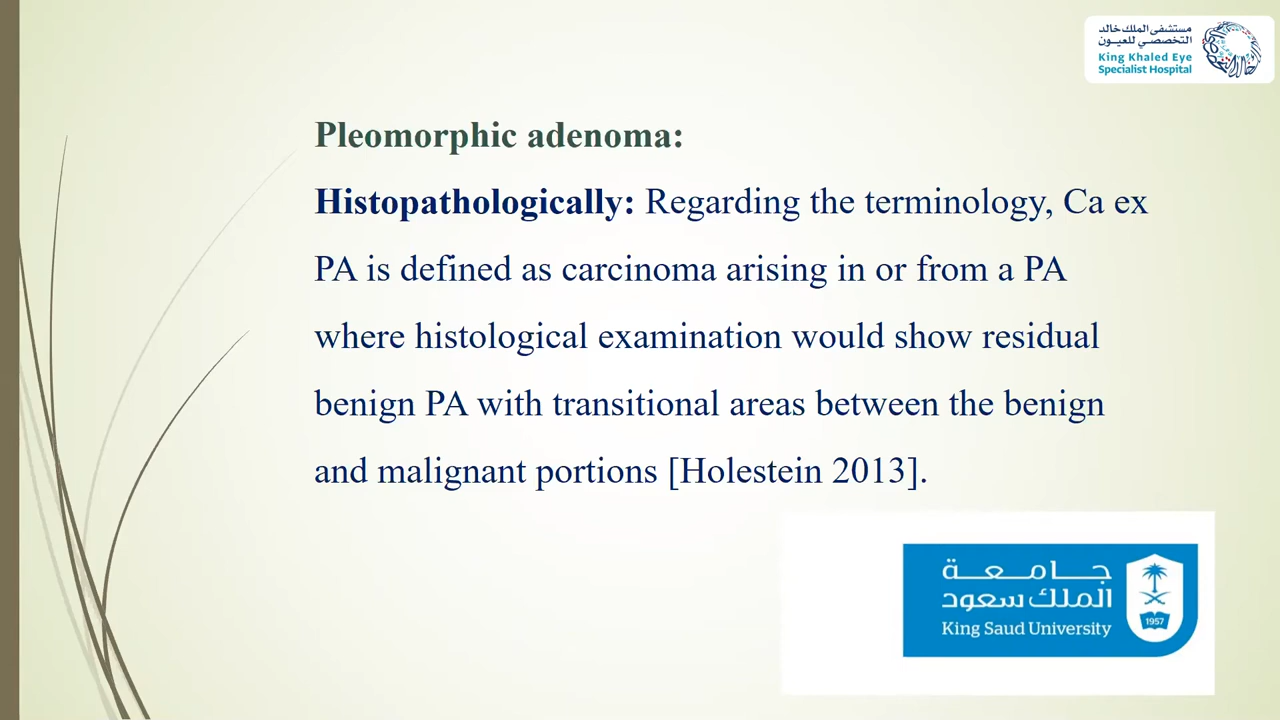 مستشفى الملك خالد
التخصصي للعيون
King Khaled Eye
Specialist Hospital
Pleomorphic adenoma:
Histopathologically: Regarding the terminology, Ca ex
PA is defined as carcinoma arising in or from a PA
where histological examination would show residual
benign PA with transitional areas between the benign
and malignant portions [Holestein 2013].
جامعة
الملك سعود
King Saud University
1957